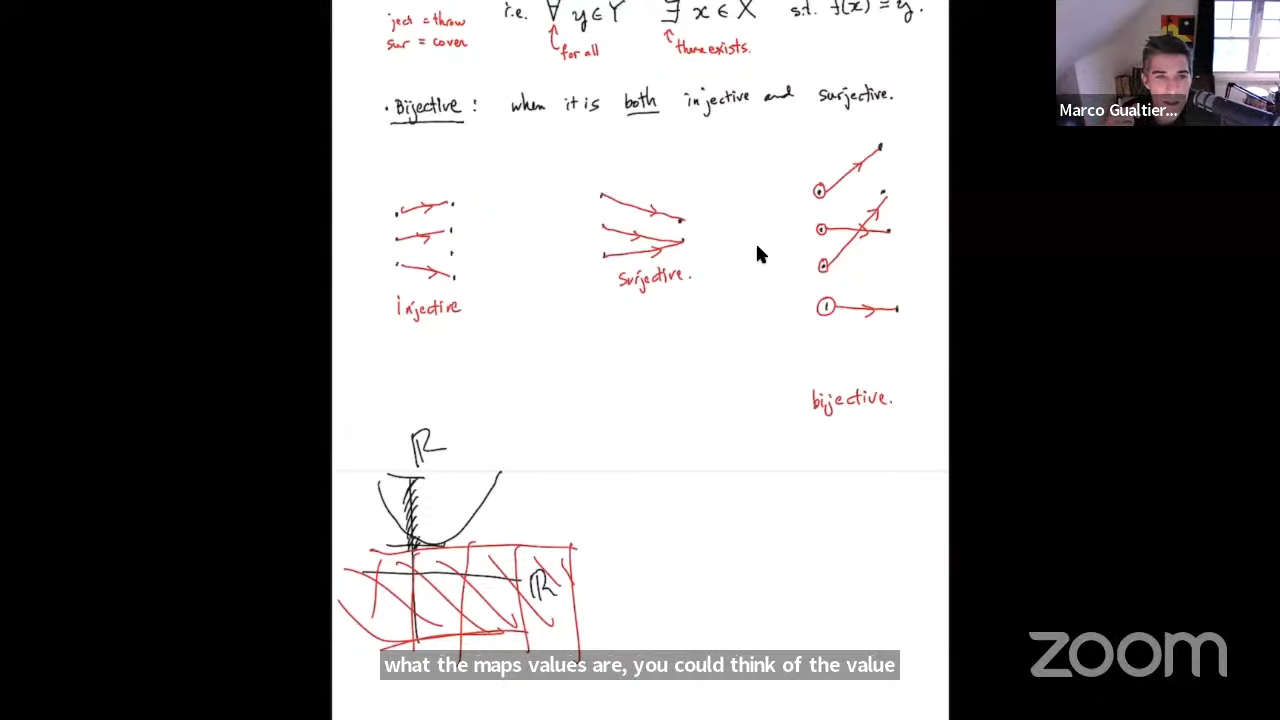 ject = throw i.e. ∀ y ∈ Y ∃ x ∈ X s.t. f(x) = y.
sur = cover for all there exists.
• Bijective : when it is both injective and surjective.
injective
surjective.
bijective.
ℝ
ℝ
what the maps values are, you could think of the value
Marco Gualtier...
zoom